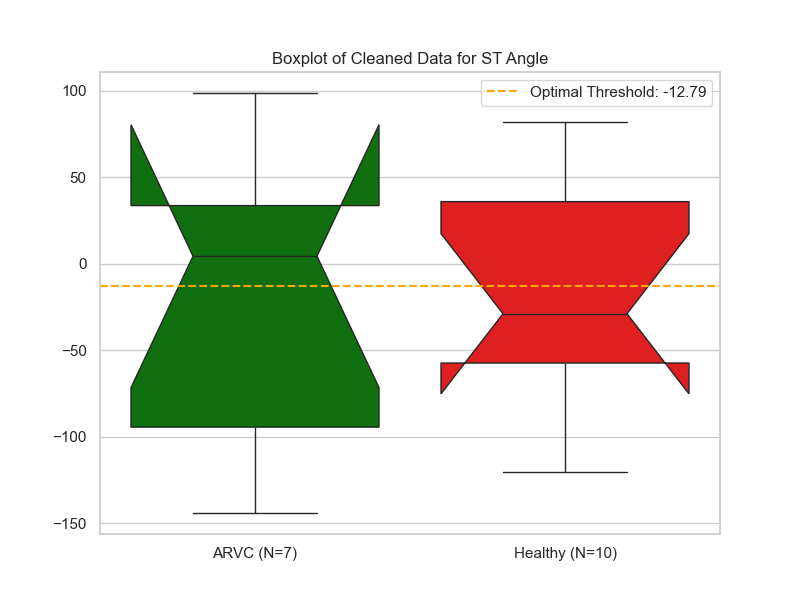 Boxplot of Cleaned Data for ST Angle
Optimal Threshold: -12.79
100
50
0
−50
−100
−150
ARVC (N=7)
Healthy (N=10)